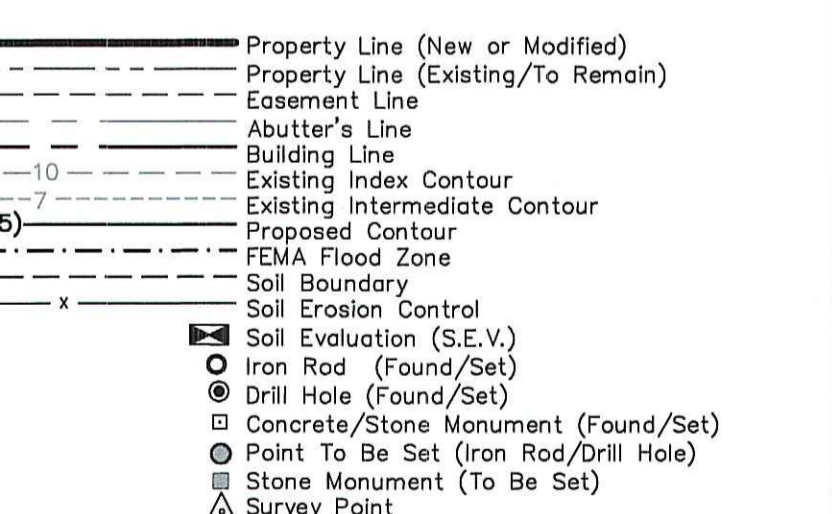 Property Line (New or Modified)
Property Line (Existing/To Remain)
Easement Line
Abutter's Line
Building Line
10 Existing Index Contour
7 Existing Intermediate Contour
5) Proposed Contour
FEMA Flood Zone
Soil Boundary
x Soil Erosion Control
Soil Evaluation (S.E.V.)
Iron Rod (Found/Set)
Drill Hole (Found/Set)
Concrete/Stone Monument (Found/Set)
Point To Be Set (Iron Rod/Drill Hole)
Stone Monument (To Be Set)
Survey Point